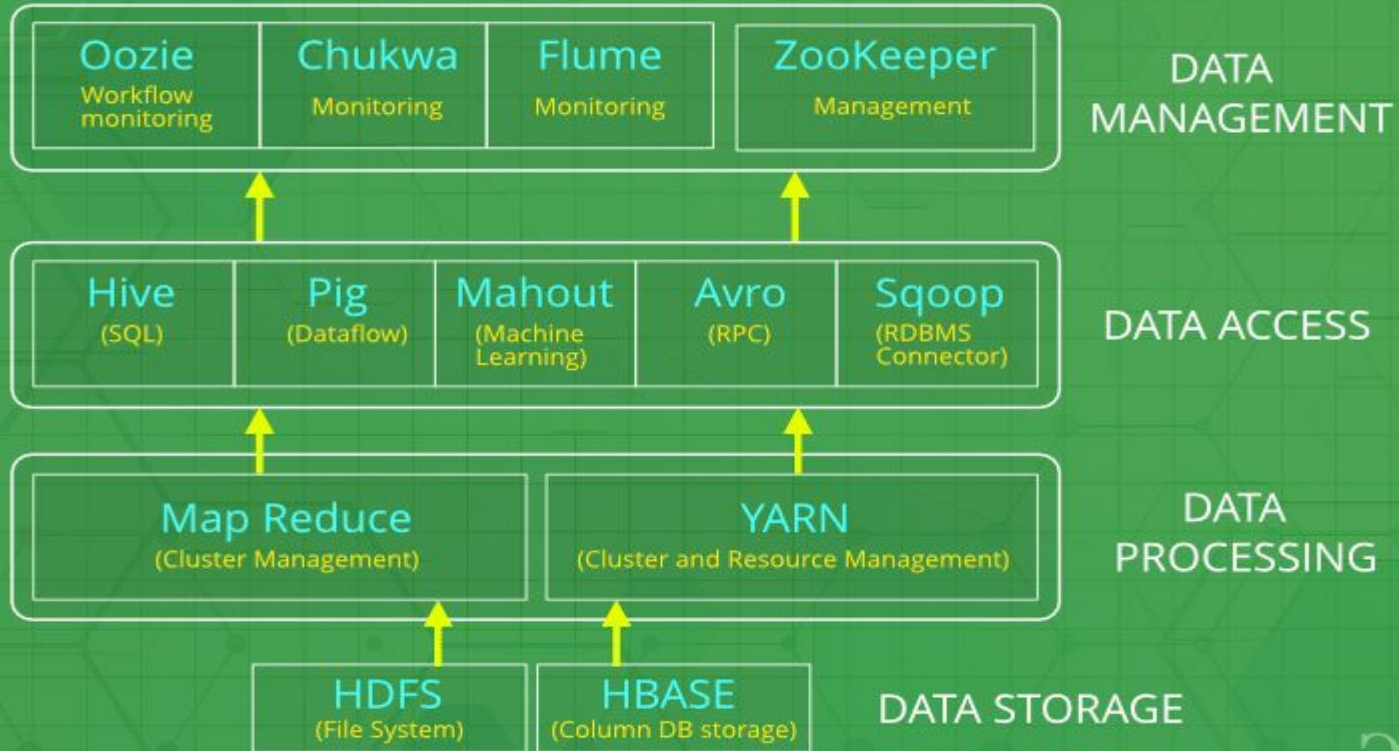 Oozie
Workflow
monitoring
Chukwa
Monitoring
Flume
Monitoring
ZooKeeper
Management
DATA
MANAGEMENT
Hive
(SQL)
Pig
(Dataflow)
Mahout
(Machine
Learning)
Avro
(RPC)
Sqoop
(RDBMS
Connector)
DATA ACCESS
Map Reduce
(Cluster Management)
YARN
(Cluster and Resource Management)
DATA
PROCESSING
HDFS
(File System)
HBASE
(Column DB storage)
DATA STORAGE